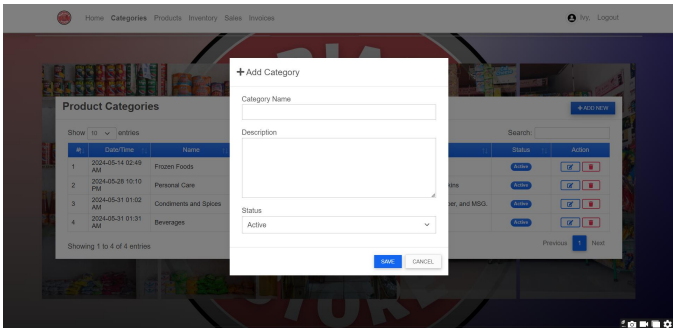 Home Categories Products Inventory Sales Invoices
Ivy, Logout
Add Category
Category Name
Description
Status
Active
SAVE CANCEL
Product Categories
+ ADD NEW
Show 10 entries
Search:
#. Date/Time Name Status Action
1 2024-05-14 02:49 AM Frozen Foods Active
2 2024-05-28 10:10 PM Personal Care Active
3 2024-05-31 01:02 AM Condiments and Spices , and MSG. Active
4 2024-05-31 01:31 AM Beverages Active
Showing 1 to 4 of 4 entries
Previous 1 Next